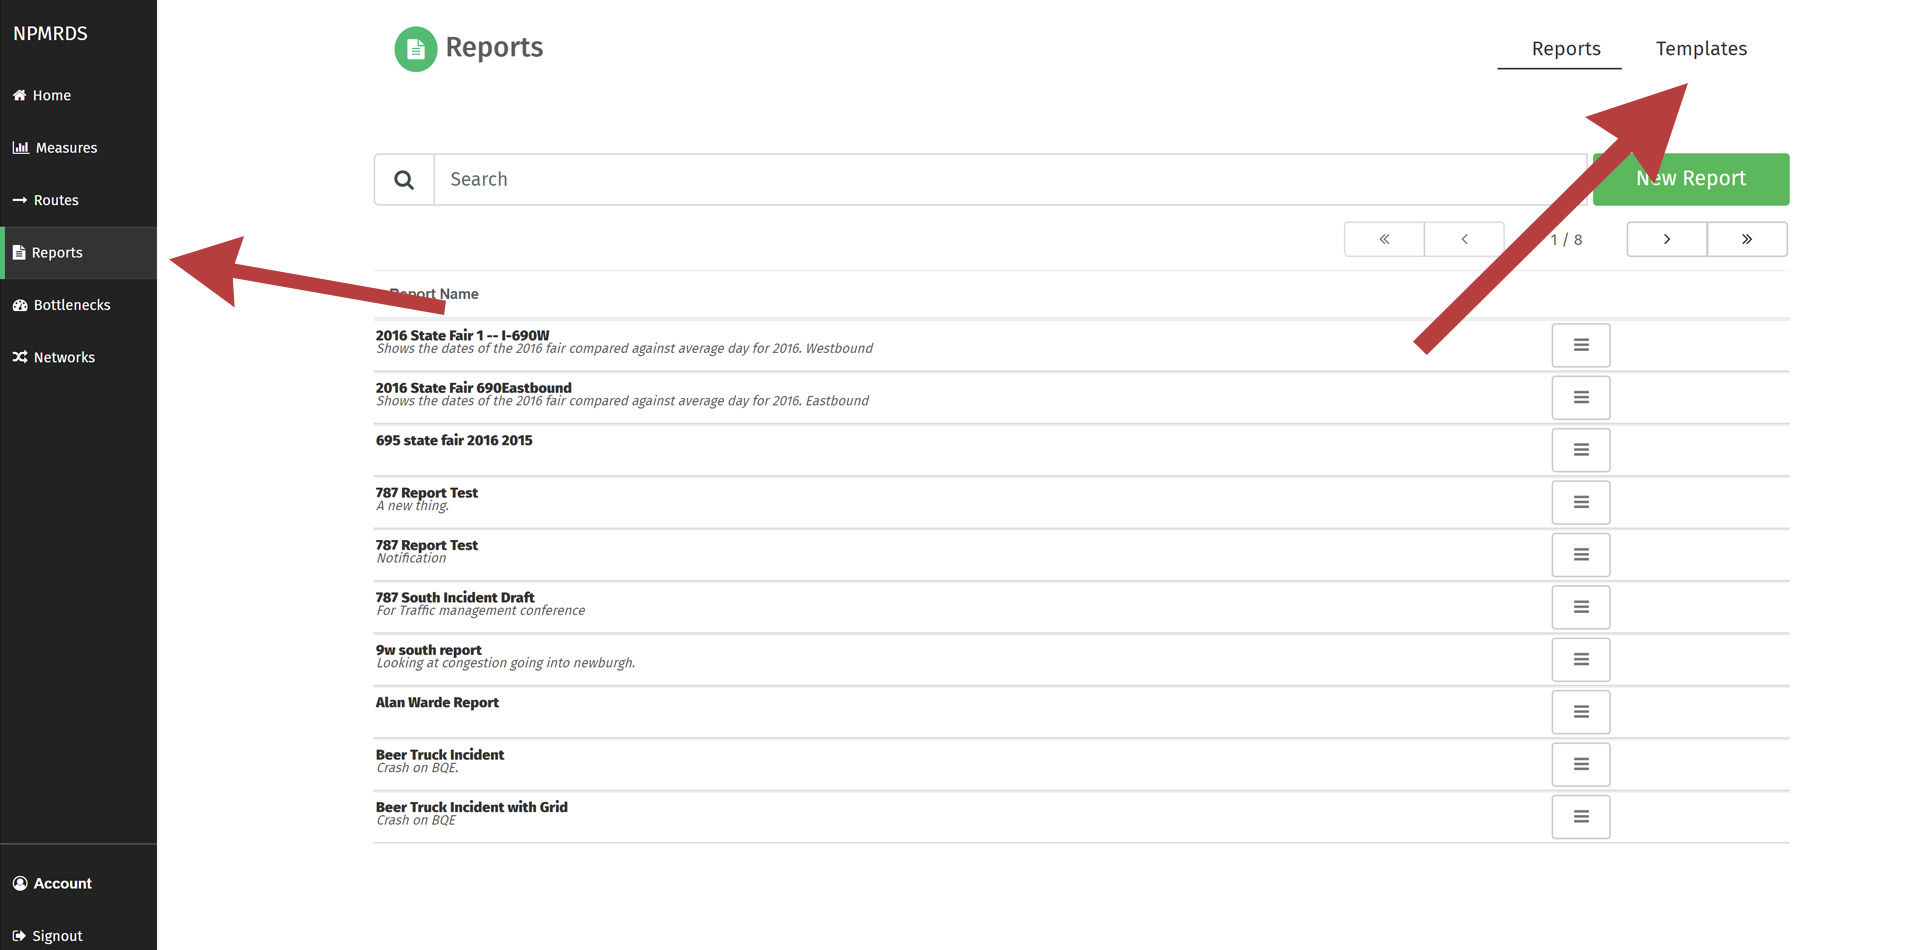 NPMRDS
Home
Measures
Routes
Reports
Bottlenecks
Networks
Account
Signout
Reports
Reports
Templates
Search
New Report
1 / 8
Report Name
2016 State Fair 1 -- I-690W
Shows the dates of the 2016 fair compared against average day for 2016. Westbound
2016 State Fair 690Eastbound
Shows the dates of the 2016 fair compared against average day for 2016. Eastbound
695 state fair 2016 2015
787 Report Test
A new thing.
787 Report Test
Notification
787 South Incident Draft
For Traffic management conference
9w south report
Looking at congestion going into newburgh.
Alan Warde Report
Beer Truck Incident
Crash on BQE.
Beer Truck Incident with Grid
Crash on BQE